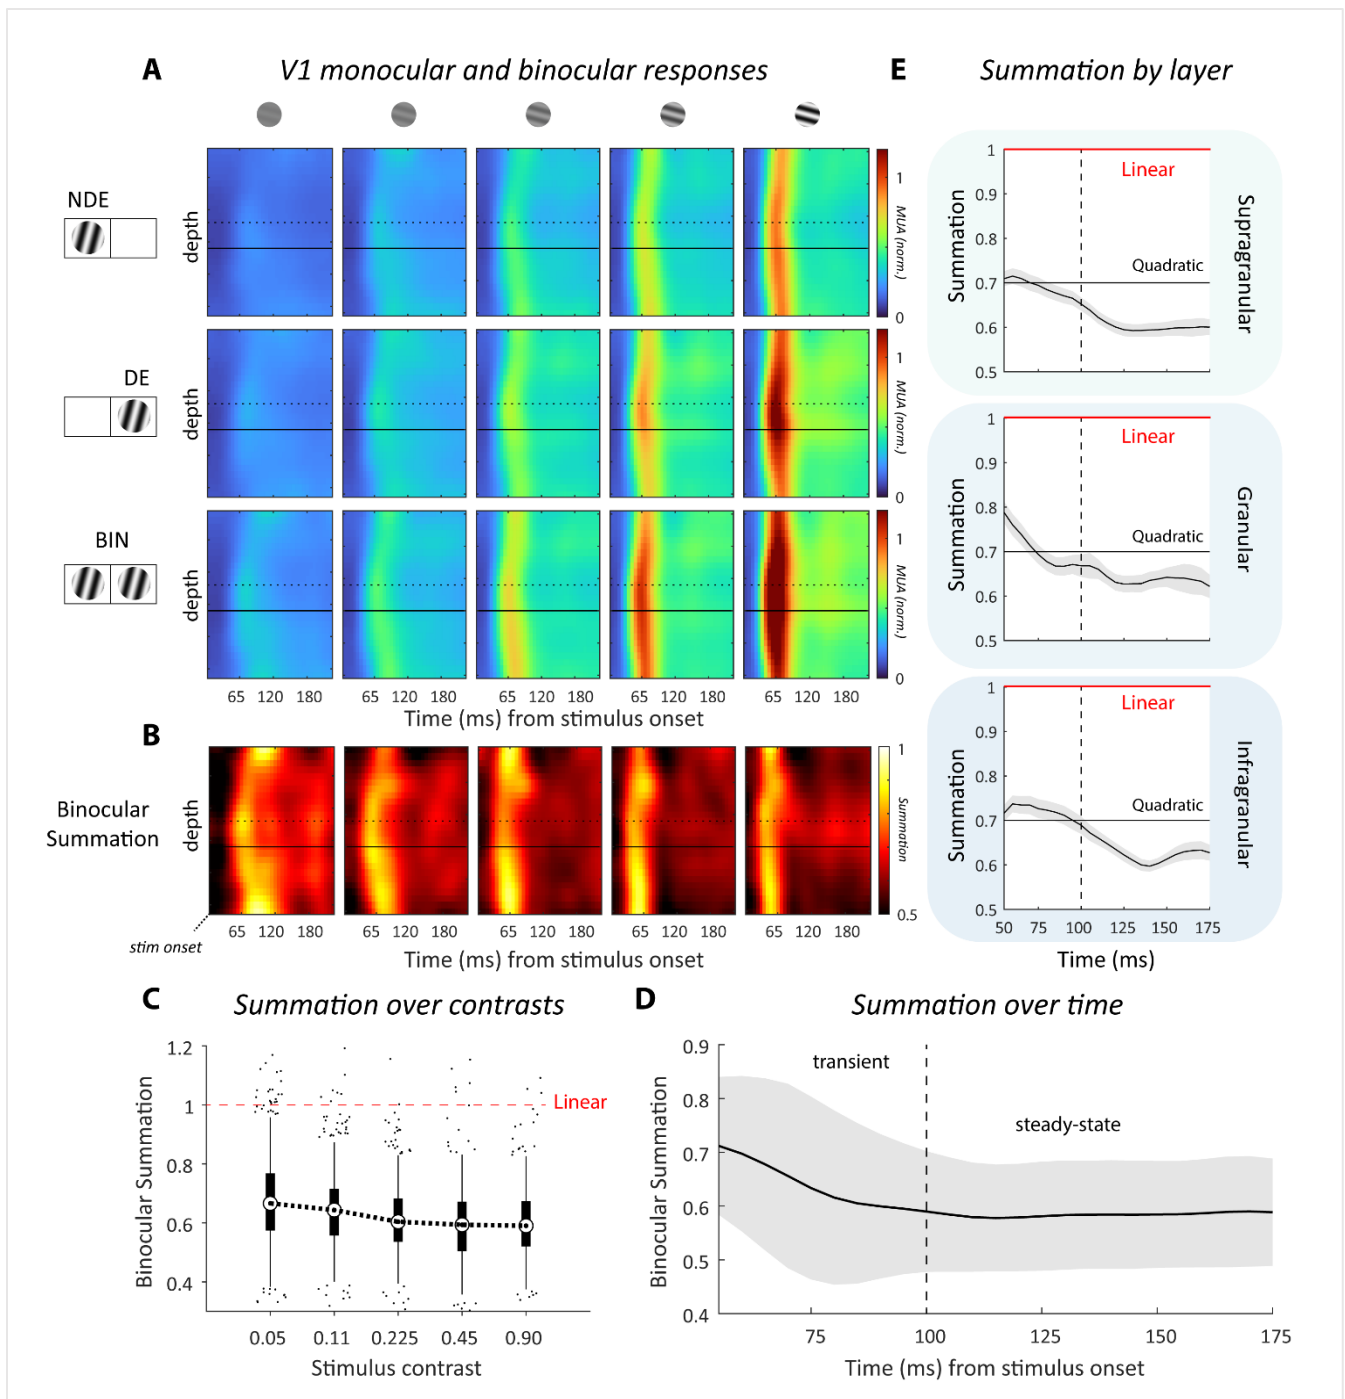 A
V1 monocular and binocular responses
NDE
depth
1
MUA (norm.)
0
DE
depth
1
MUA (norm.)
0
BIN
depth
1
MUA (norm.)
0
65 120 180 65 120 180 65 120 180 65 120 180 65 120 180
Time (ms) from stimulus onset
B
Binocular
Summation
depth
1
Summation
0.5
stim onset
65 120 180 65 120 180 65 120 180 65 120 180 65 120 180
Time (ms) from stimulus onset
E
Summation by layer
1
0.9
0.8
0.7
0.6
0.5
Summation
Linear
Quadratic
Supragranular
1
0.9
0.8
0.7
0.6
0.5
Summation
Linear
Quadratic
Granular
1
0.9
0.8
0.7
0.6
0.5
Summation
Linear
Quadratic
Infragranular
50 75 100 125 150 175
Time (ms)
C
Summation over contrasts
1.2
1
0.8
0.6
0.4
Binocular Summation
Linear
0.05 0.11 0.225 0.45 0.90
Stimulus contrast
D
Summation over time
0.9
0.8
0.7
0.6
0.5
0.4
Binocular Summation
transient
steady-state
75 100 125 150 175
Time (ms) from stimulus onset